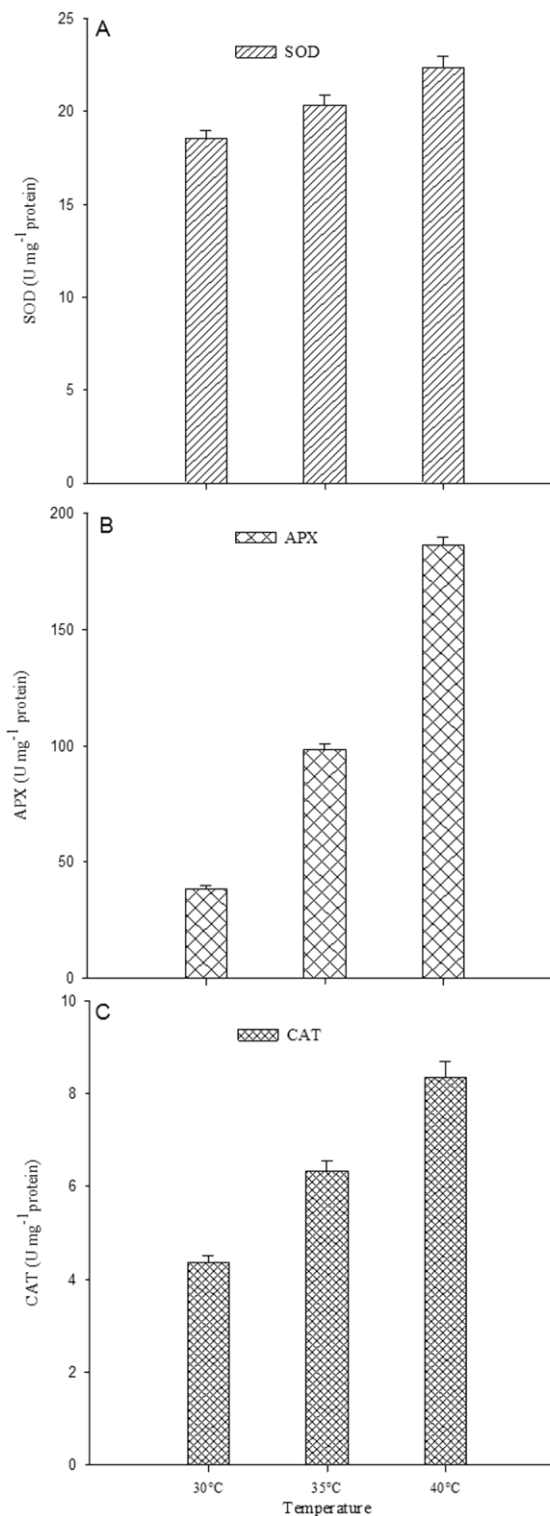 A
SOD
25
20
15
10
5
0
SOD (U mg⁻¹ protein)
B
APX
200
150
100
50
0
APX (U mg⁻¹ protein)
C
CAT
10
8
6
4
2
0
CAT (U mg⁻¹ protein)
30°C 35°C 40°C
Temperature